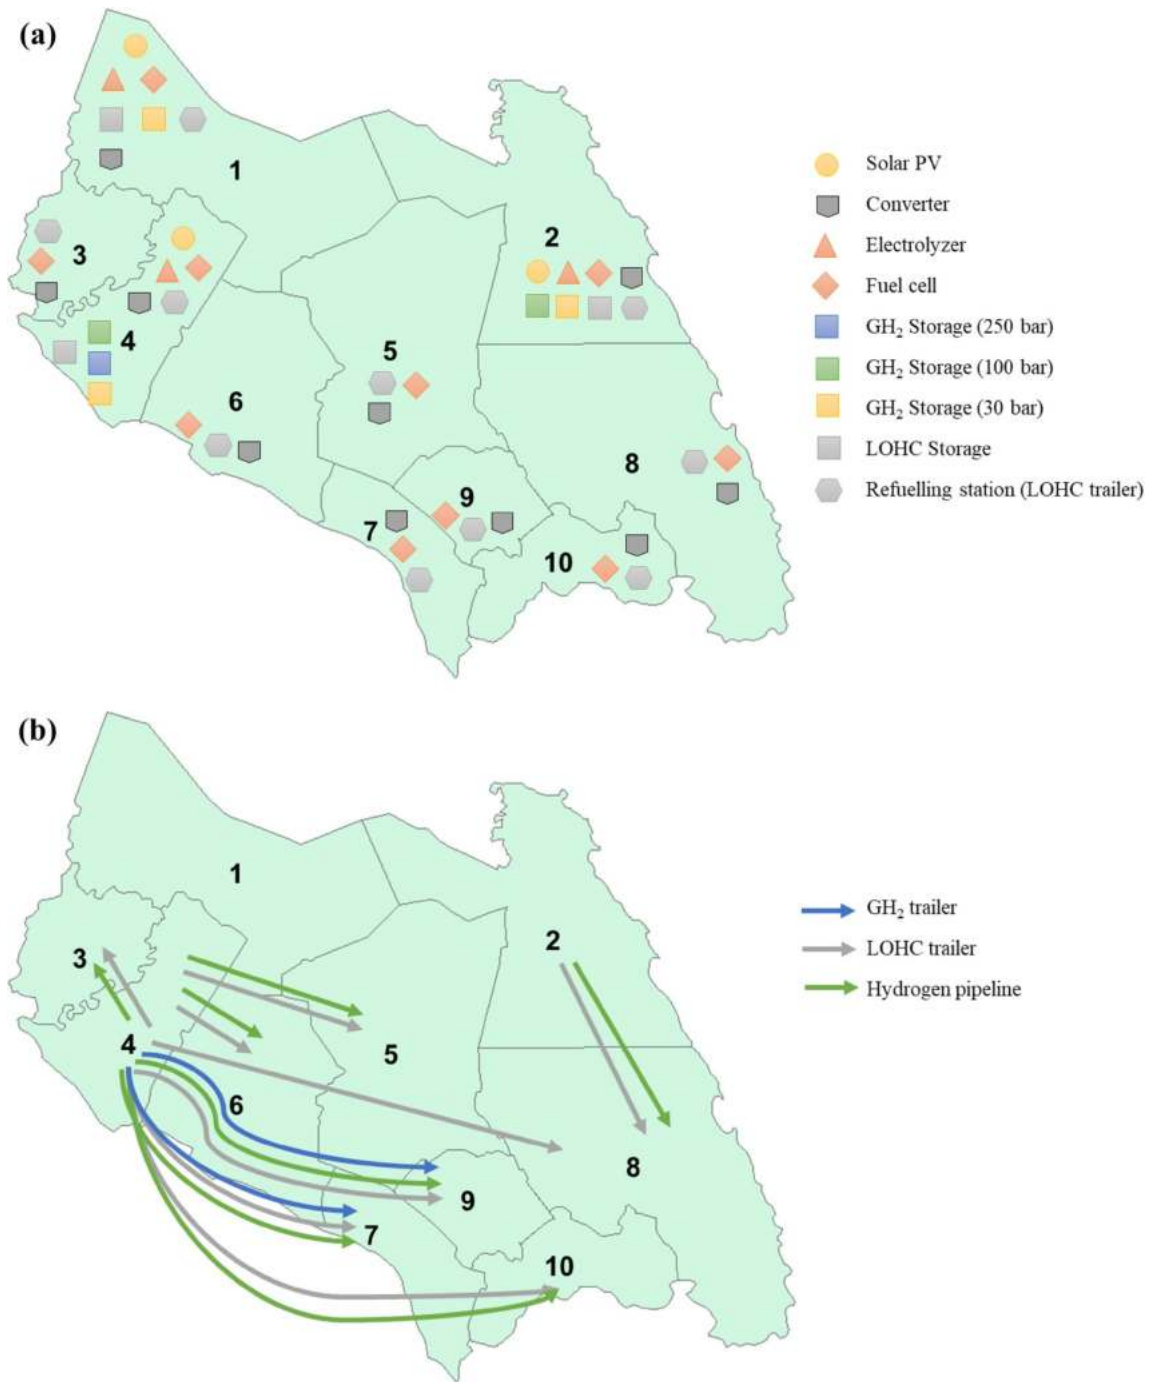 (a)
1
2
3
4
5
6
7
8
9
10
Solar PV
Converter
Electrolyzer
Fuel cell
GH₂ Storage (250 bar)
GH₂ Storage (100 bar)
GH₂ Storage (30 bar)
LOHC Storage
Refuelling station (LOHC trailer)
(b)
1
2
3
4
5
6
7
8
9
10
GH₂ trailer
LOHC trailer
Hydrogen pipeline